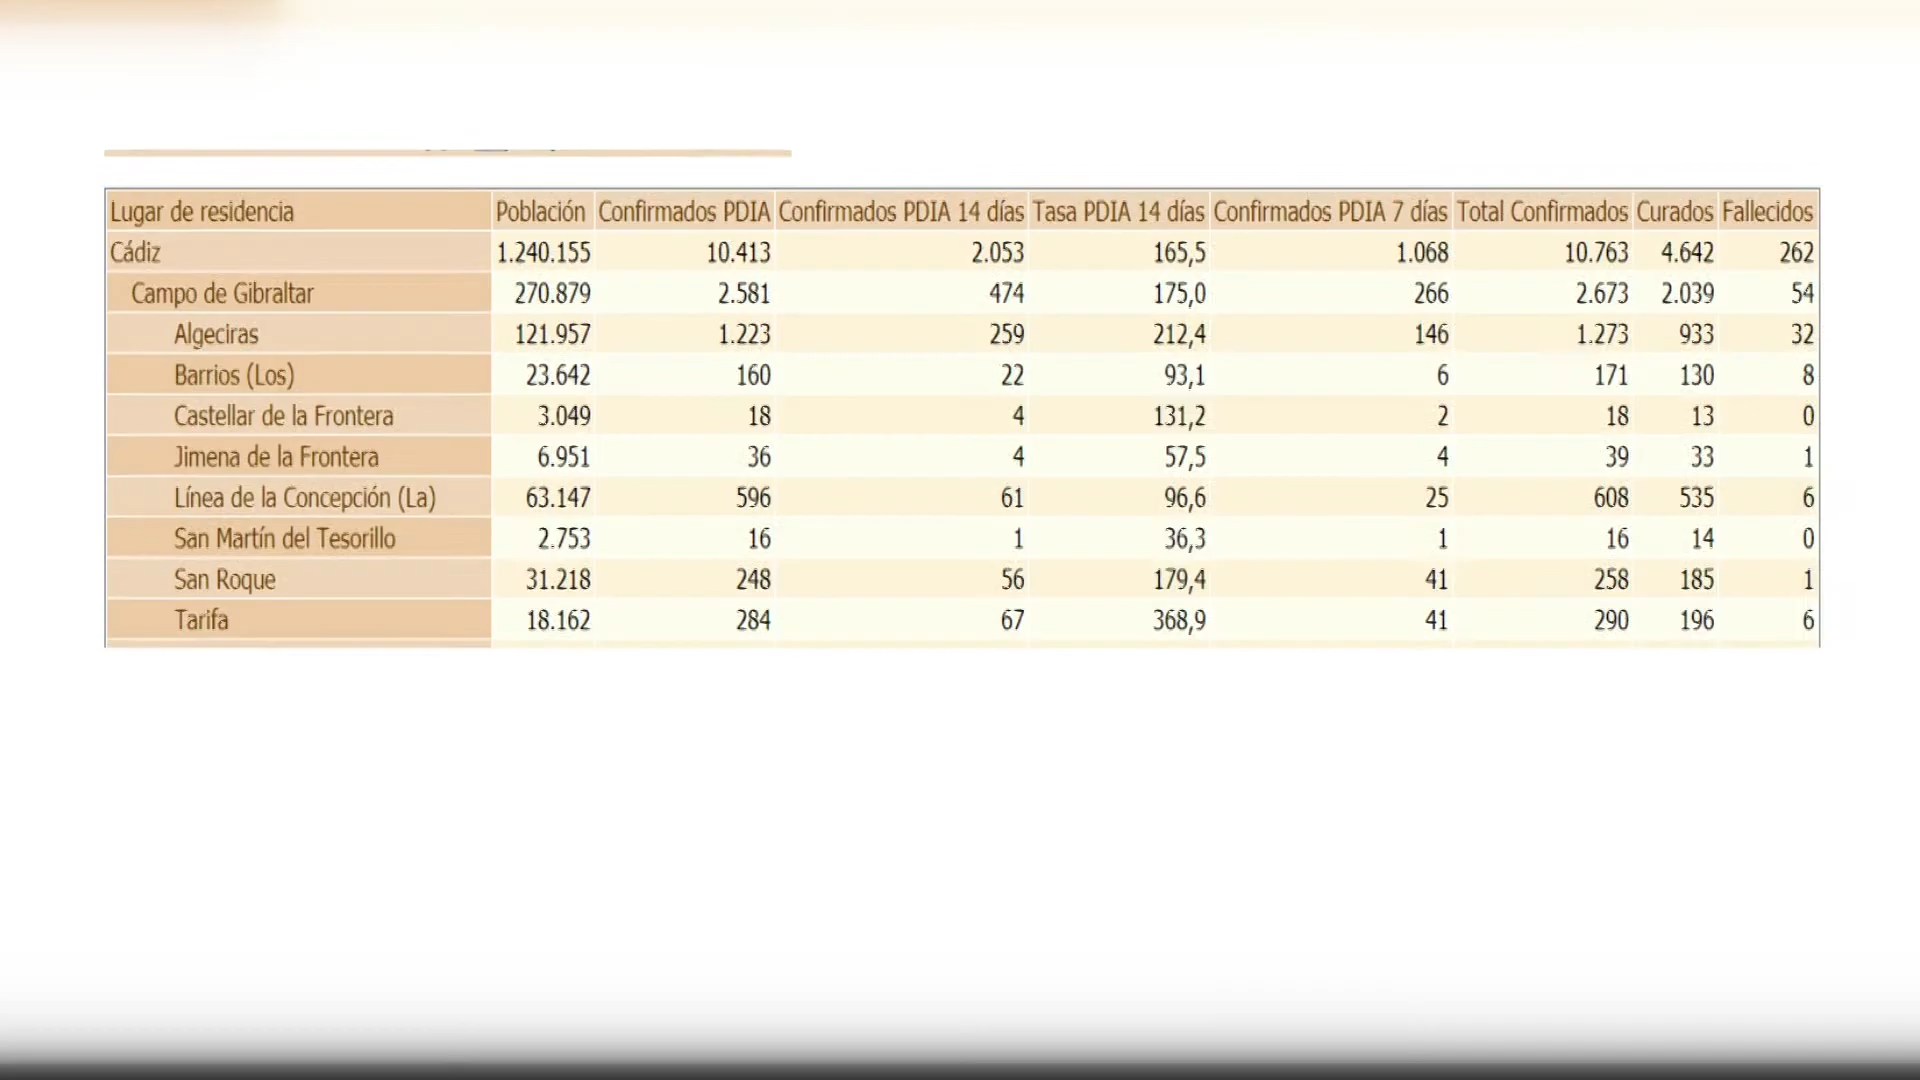 Lugar de residencia Población Confirmados PDIA Confirmados PDIA 14 días Tasa PDIA 14 días Confirmados PDIA 7 días Total Confirmados Curados Fallecidos
Cádiz 1.240.155 10.413 2.053 165,5 1.068 10.763 4.642 262
Campo de Gibraltar 270.879 2.581 474 175,0 266 2.673 2.039 54
Algeciras 121.957 1.223 259 212,4 146 1.273 933 32
Barrios (Los) 23.642 160 22 93,1 6 171 130 8
Castellar de la Frontera 3.049 18 4 131,2 2 18 13 0
Jimena de la Frontera 6.951 36 4 57,5 4 39 33 1
Línea de la Concepción (La) 63.147 596 61 96,6 25 608 535 6
San Martín del Tesorillo 2.753 16 1 36,3 1 16 14 0
San Roque 31.218 248 56 179,4 41 258 185 1
Tarifa 18.162 284 67 368,9 41 290 196 6